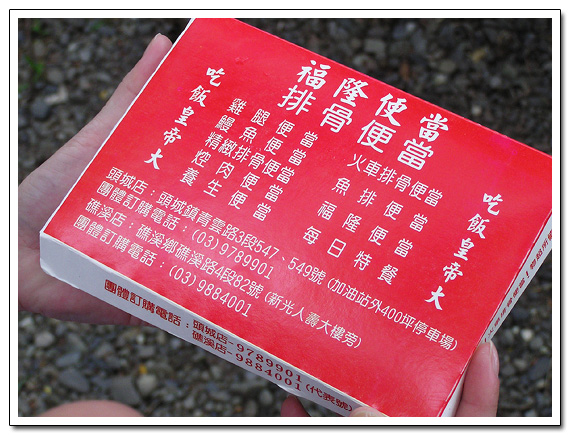 福隆便當
排骨便當
吃飯皇帝大
吃飯皇帝大
雞腿便當
鰻魚便當
精緻排骨便當
焢肉便當
養生便當
火車排骨便當
魚排便當
福隆便當
每日特餐
頭城店：頭城鎮青雲路3段547、549號(加油站外400坪停車場)
團體訂購電話：(03)9789901
礁溪店：礁溪鄉礁溪路4段82號(新光人壽大樓旁)
團體訂購電話：(03)9884001
團體訂購電話：頭城店-9789901
礁溪店-9884001(代表號)